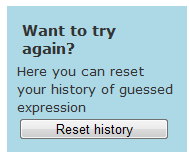 Want to try
again?
Here you can reset
your history of guessed
expression
Reset history